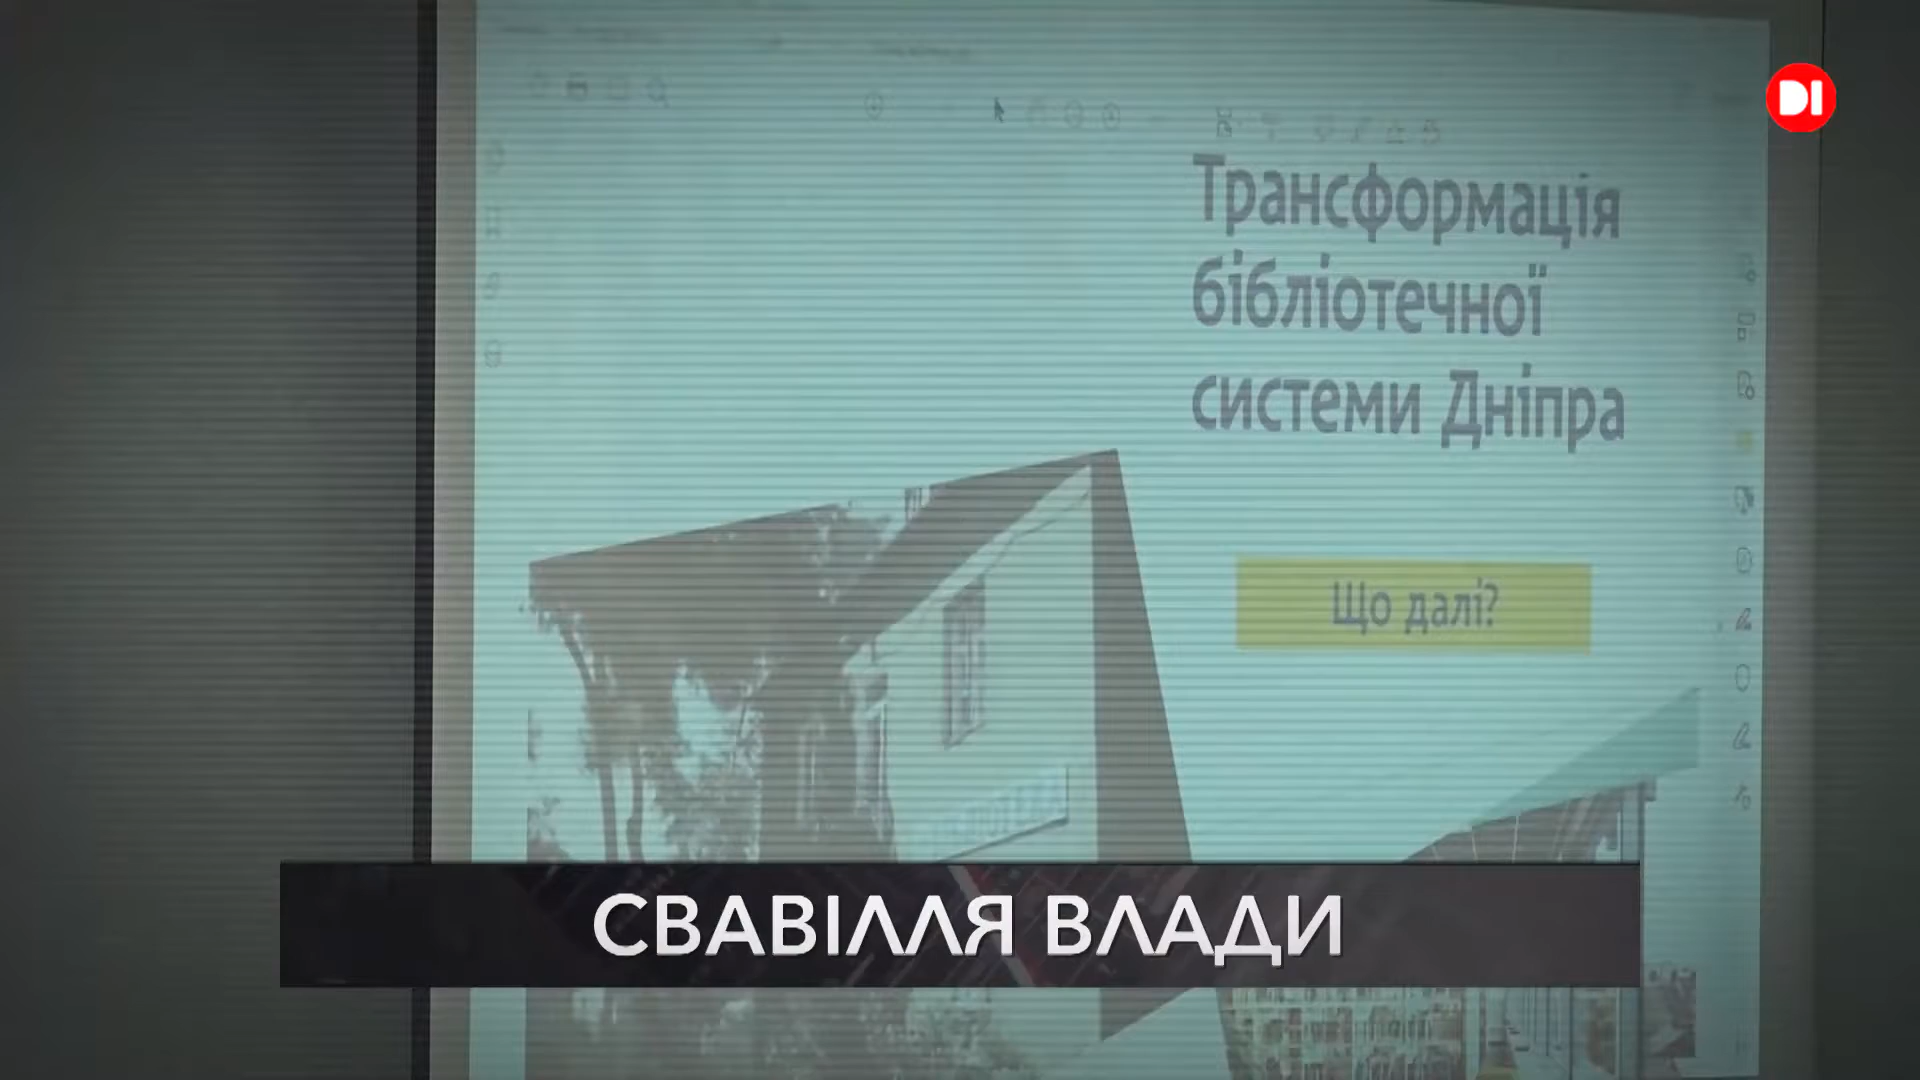 DI
Трансформація
бібліотечної
системи Дніпра
Що далі?
СВАВІЛЛЯ ВЛАДИ